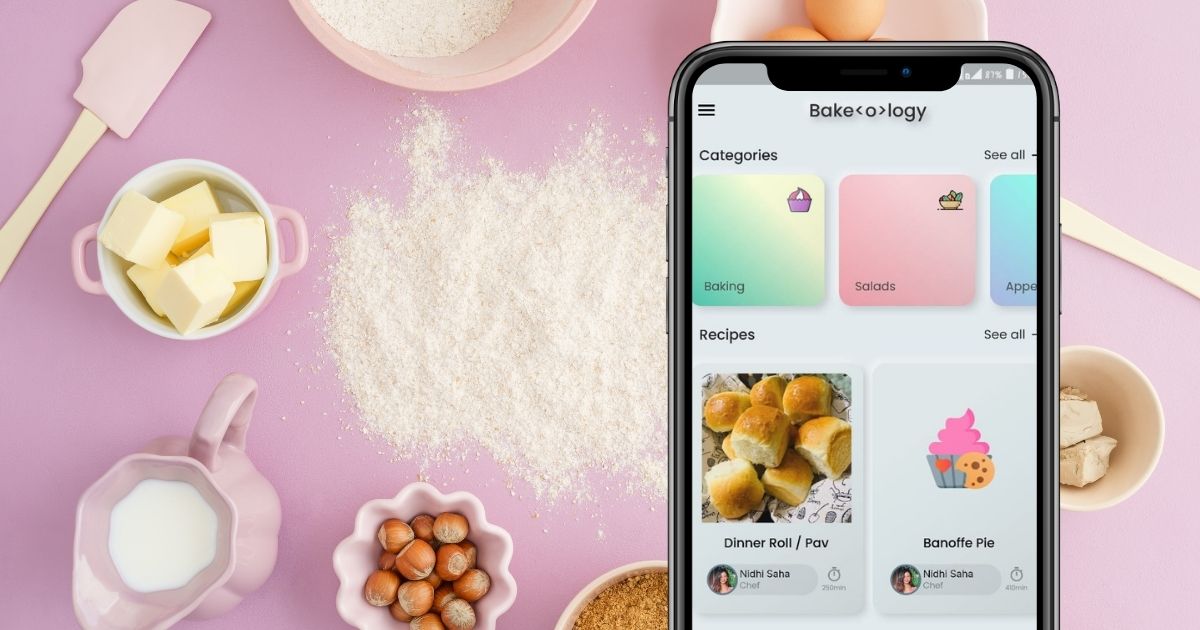 87%
Bake<o>logy
Categories
See all
Baking
Salads
Appe
Recipes
See all
Dinner Roll / Pav
Banoffe Pie
Nidhi Saha
Chef
250min
Nidhi Saha
Chef
410min